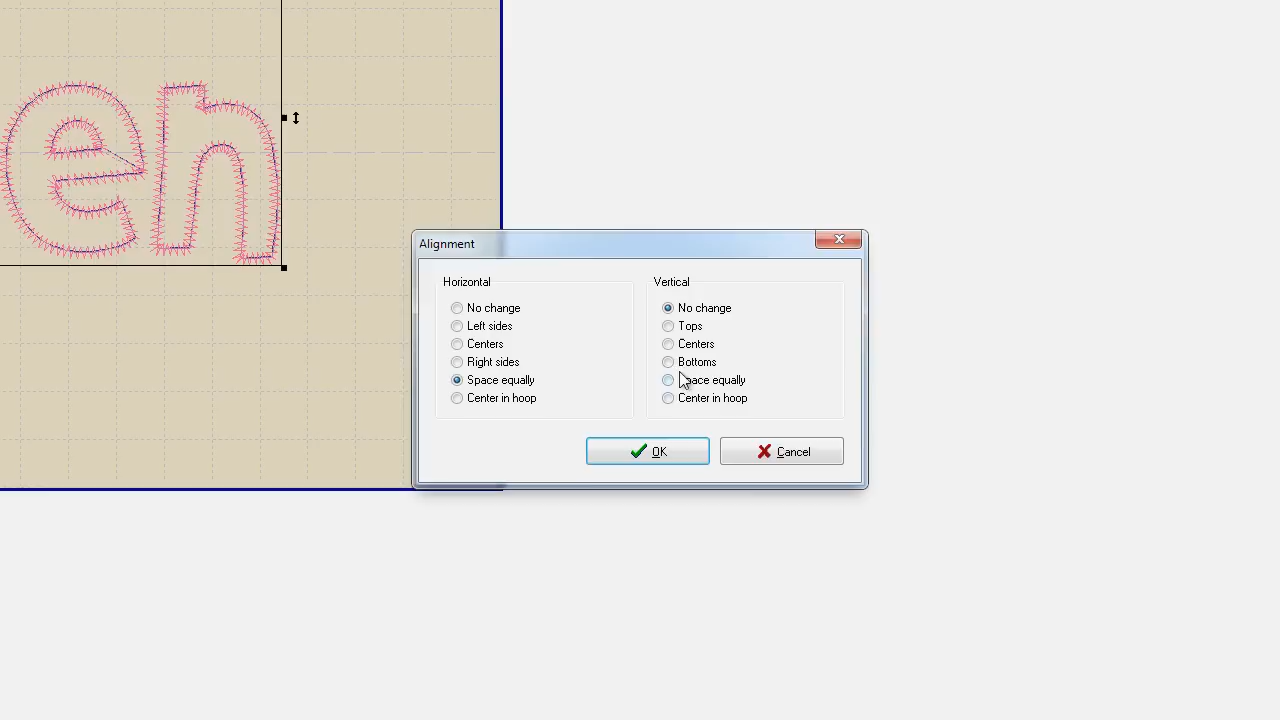 en
Alignment
Horizontal
No change
Left sides
Centers
Right sides
Space equally
Center in hoop
Vertical
No change
Tops
Centers
Bottoms
Space equally
Center in hoop
OK
Cancel